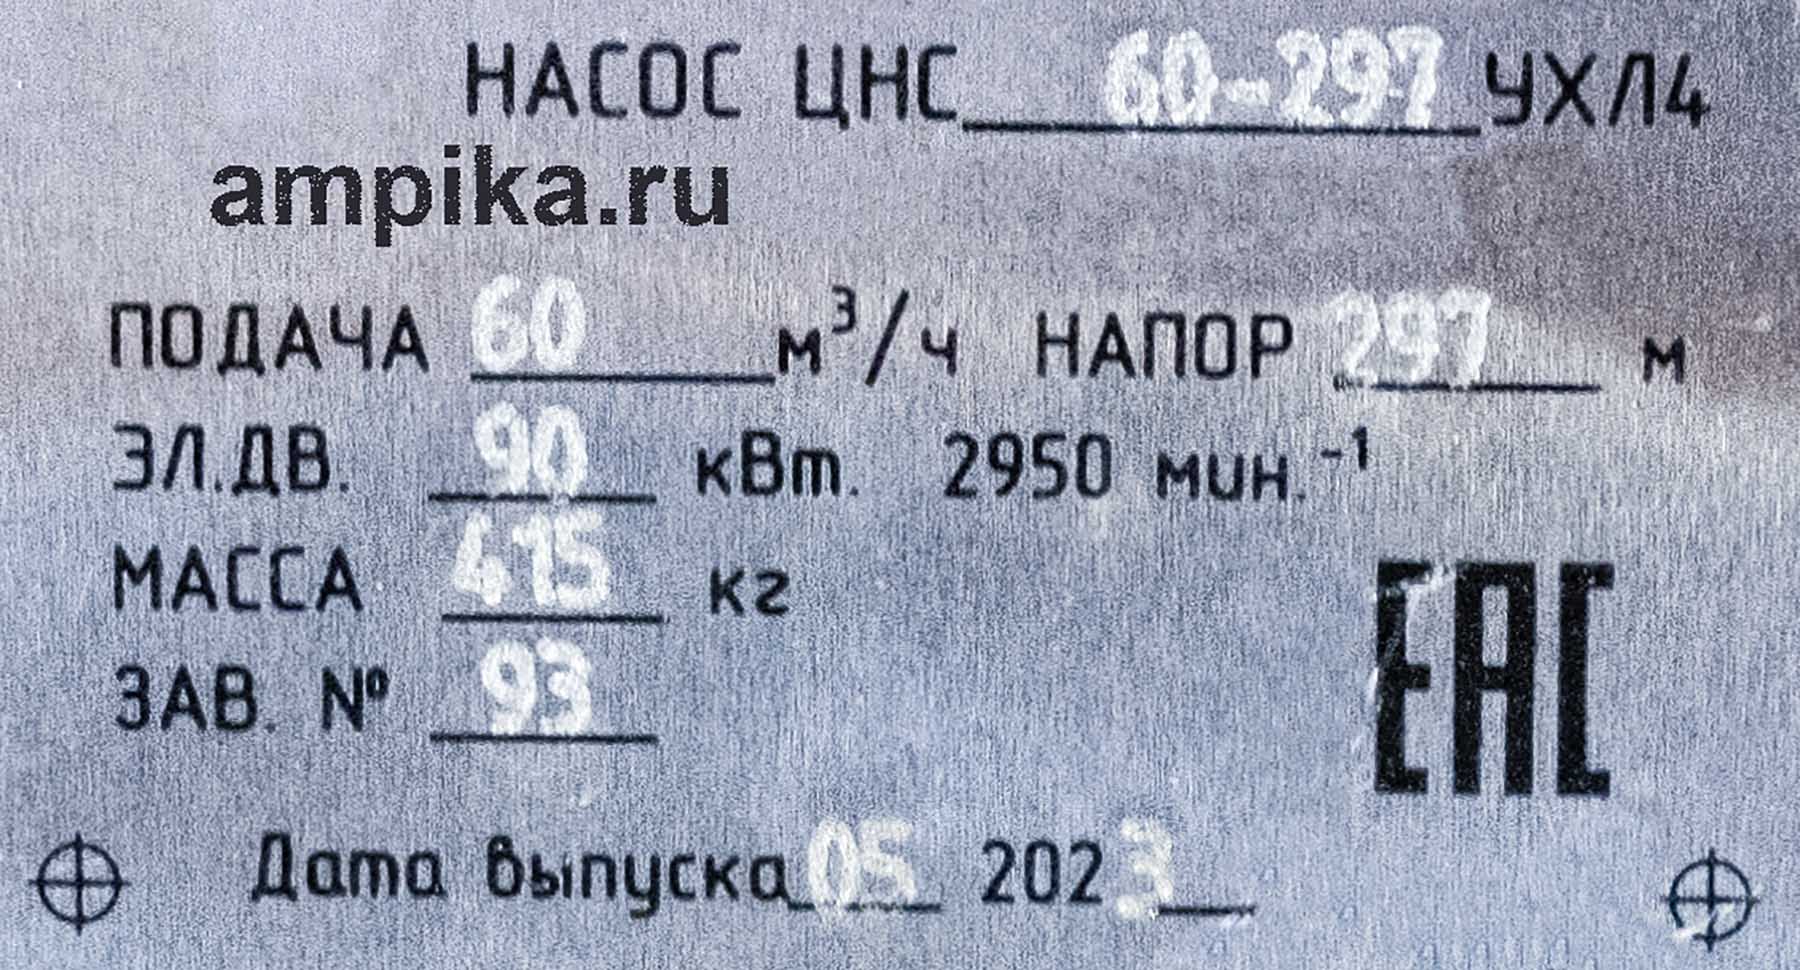 НАСОС ЦНС 60-297 УХЛ4
ampika.ru
ПОДАЧА 60 м³/ч НАПОР 297 м
ЭЛ.ДВ. 90 кВт. 2950 мин.⁻¹
МАССА 415 кг
ЗАВ. № 93
EAC
Дата выпуска 05 2023